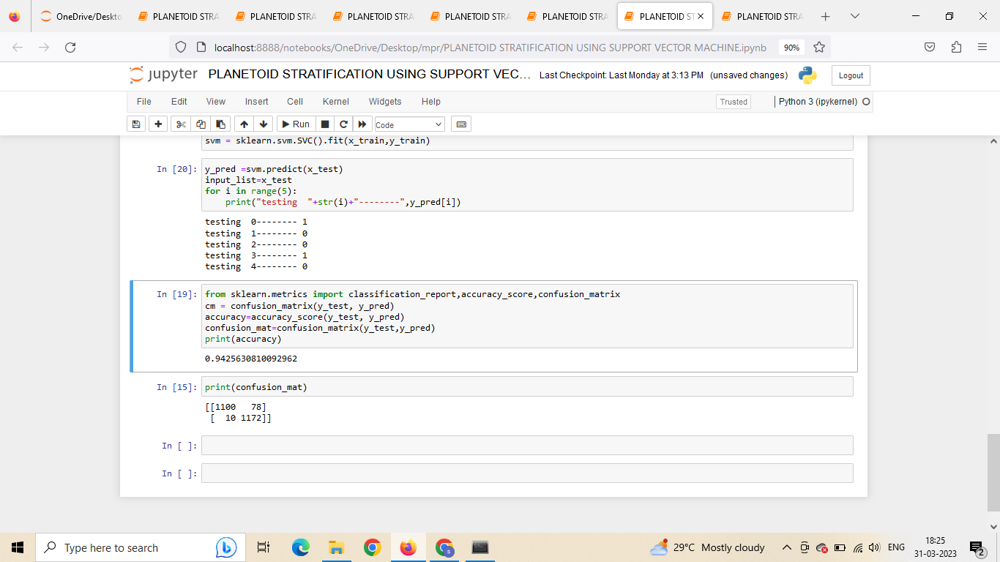 OneDrive/Deskto
PLANETOID STRA
PLANETOID STRA
PLANETOID STRA
PLANETOID STRA
PLANETOID STRA
PLANETOID ST
PLANETOID STRA
localhost:8888/notebooks/OneDrive/Desktop/mpr/PLANETOID STRATIFICATION USING SUPPORT VECTOR MACHINE.ipynb
90%
jupyter PLANETOID STRATIFICATION USING SUPPORT VEC... Last Checkpoint: Last Monday at 3:13 PM (unsaved changes)
Logout
File Edit View Insert Cell Kernel Widgets Help
Trusted
Python 3 (ipykernel)
Run
Code
svm = sklearn.svm.SVC().fit(x_train,y_train)
In [20]: y_pred =svm.predict(x_test)
input_list=x_test
for i in range(5):
    print("testing  "+str(i)+"--------",y_pred[i])
testing  0-------- 1
testing  1-------- 0
testing  2-------- 0
testing  3-------- 1
testing  4-------- 0
In [19]: from sklearn.metrics import classification_report,accuracy_score,confusion_matrix
cm = confusion_matrix(y_test, y_pred)
accuracy=accuracy_score(y_test, y_pred)
confusion_mat=confusion_matrix(y_test,y_pred)
print(accuracy)
0.9425630810092962
In [15]: print(confusion_mat)
[[1100   78]
 [  10 1172]]
In [ ]:
In [ ]:
Type here to search
29°C Mostly cloudy
ENG
18:25
31-03-2023
2